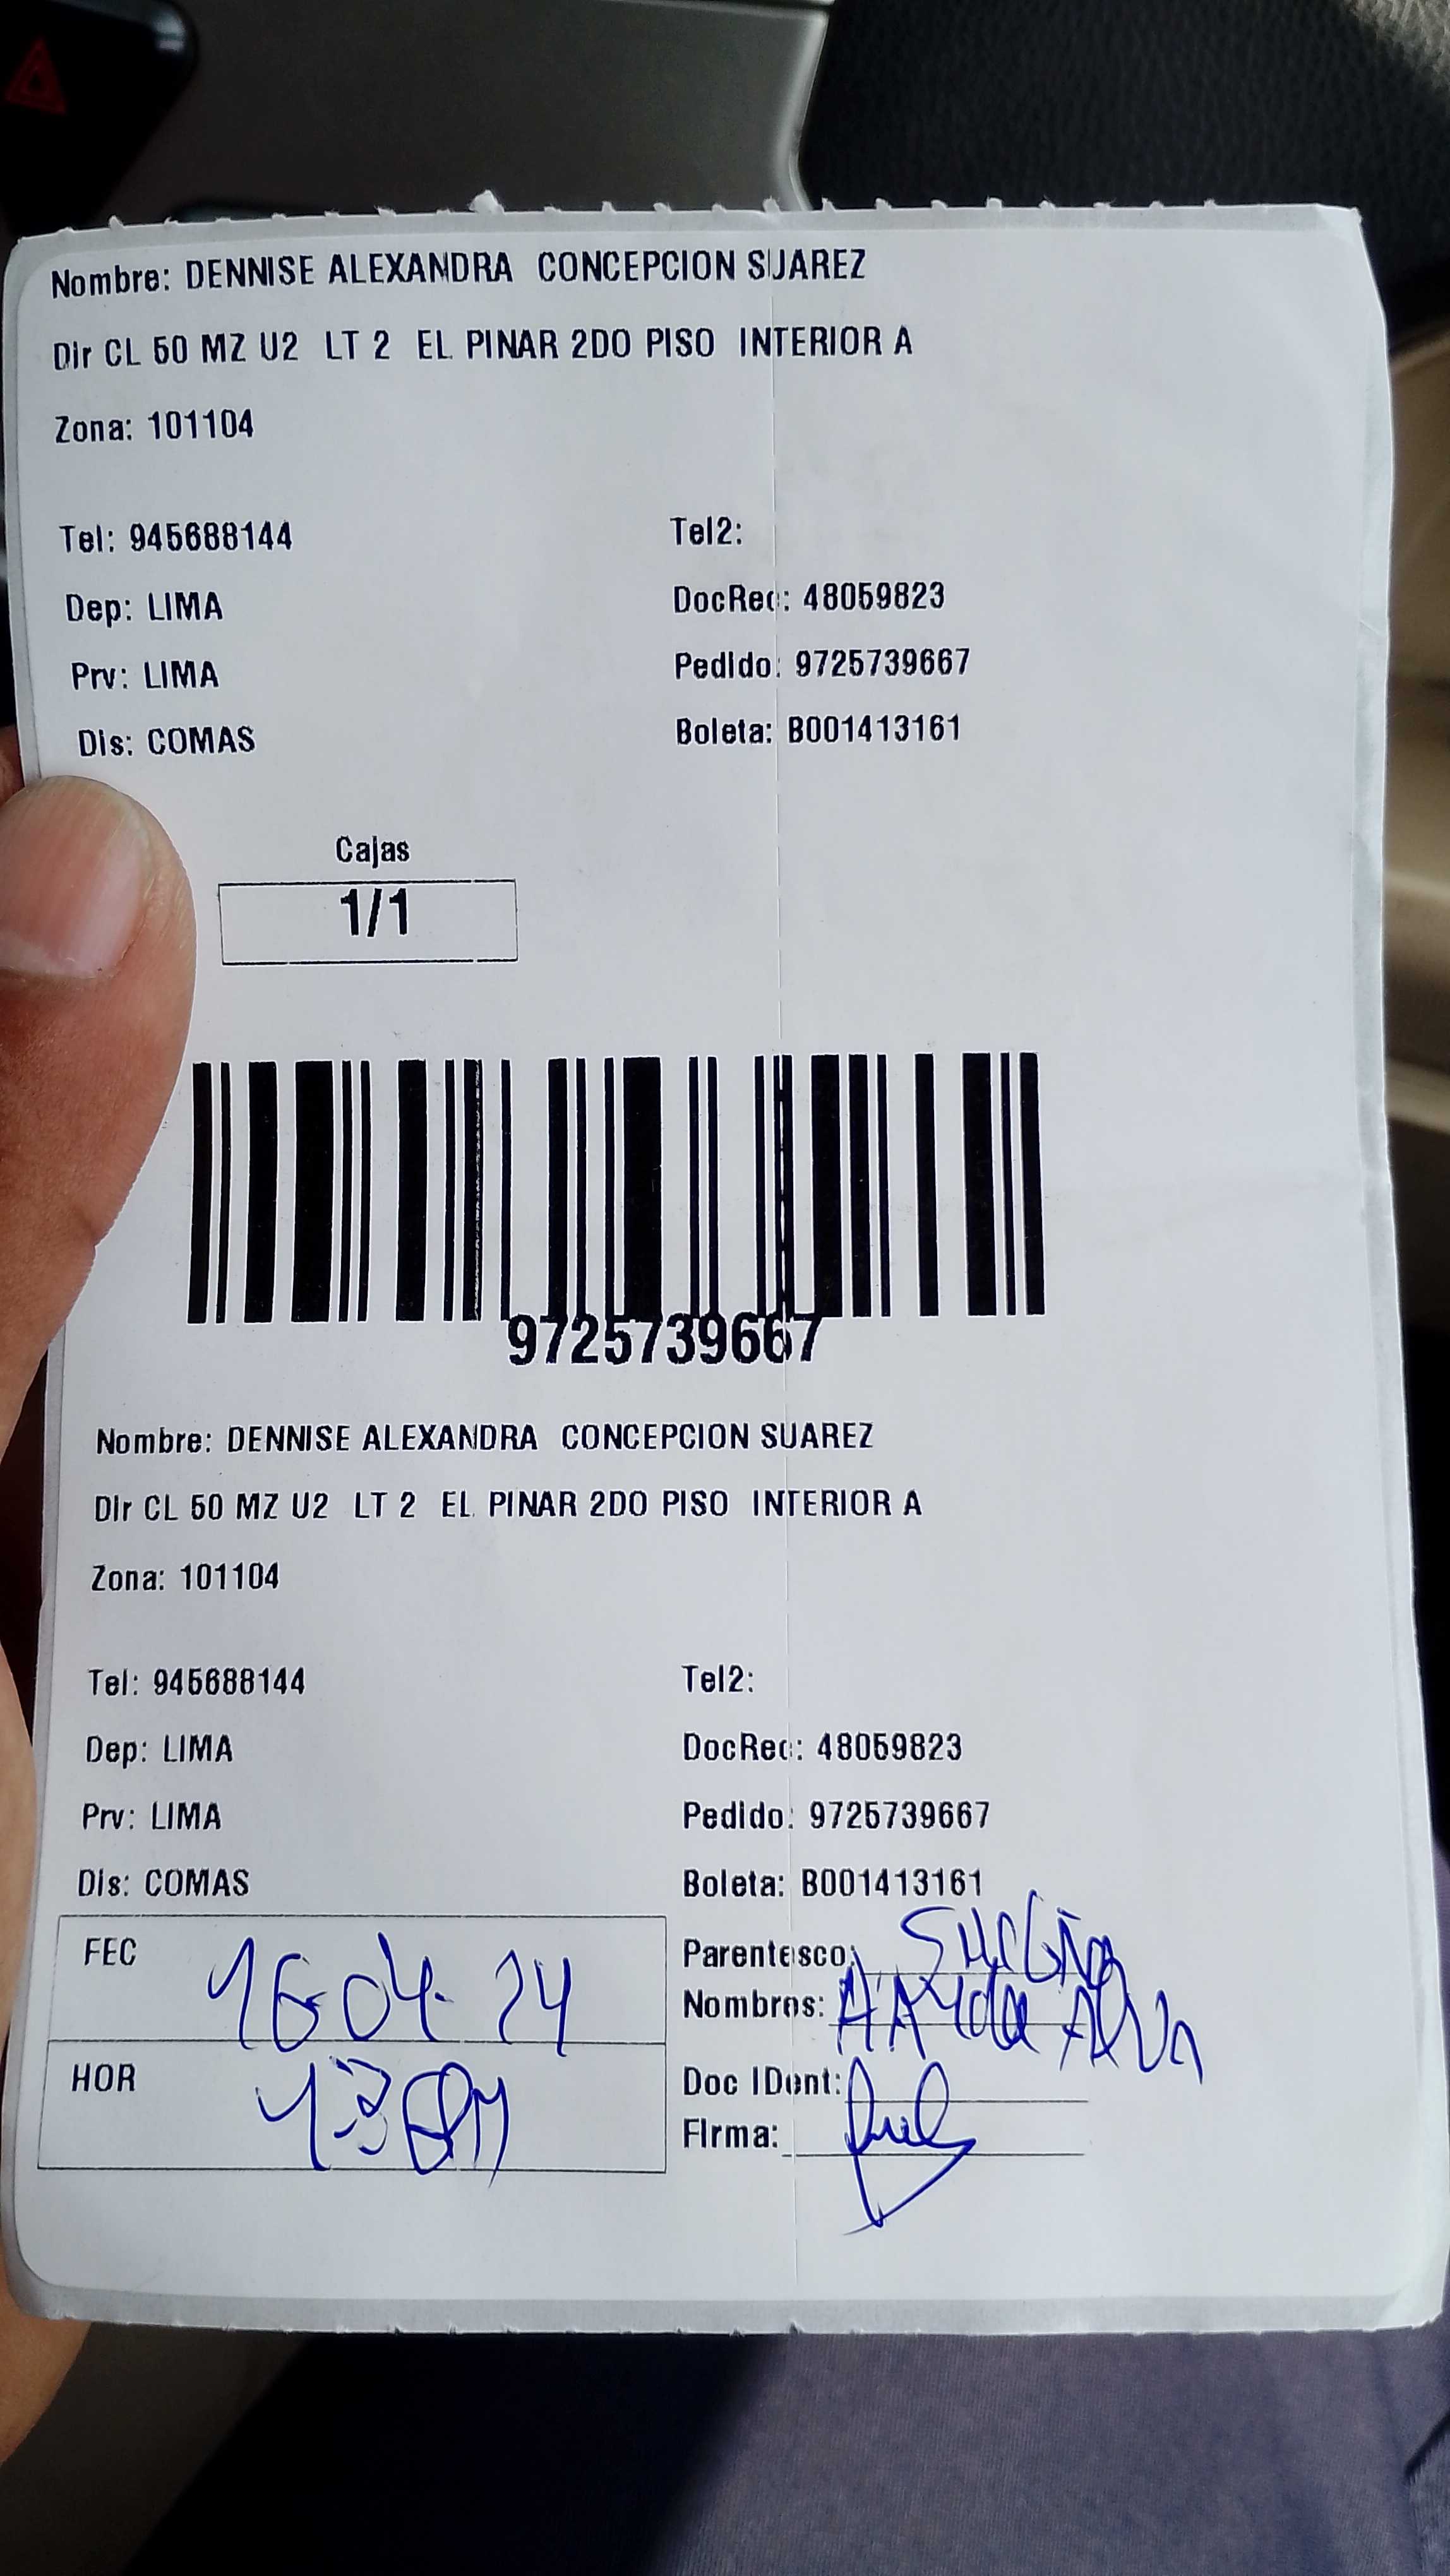 Nombre: DENNISE ALEXANDRA CONCEPCION SUAREZ
Dir CL 50 MZ U2 LT 2 EL PINAR 2DO PISO INTERIOR A
Zona: 101104
Tel: 945688144 Tel2:
Dep: LIMA DocRec: 48059823
Prv: LIMA Pedido: 9725739667
Dis: COMAS Boleta: B001413161
Cajas
1/1
9725739667
Nombre: DENNISE ALEXANDRA CONCEPCION SUAREZ
Dir CL 50 MZ U2 LT 2 EL PINAR 2DO PISO INTERIOR A
Zona: 101104
Tel: 945688144 Tel2:
Dep: LIMA DocRec: 48059823
Prv: LIMA Pedido: 9725739667
Dis: COMAS Boleta: B001413161
FEC 16-04-24 Parentesco:
Nombres:
HOR Doc IDent:
Firma: